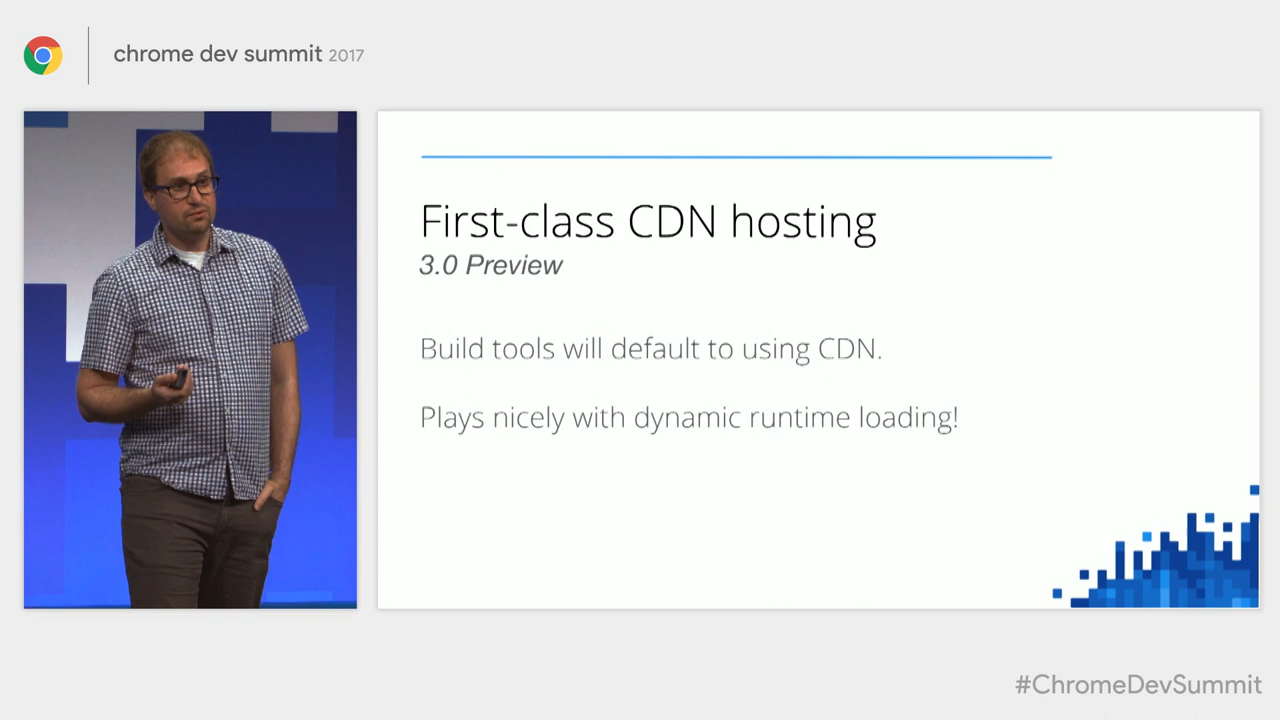 chrome dev summit 2017
First-class CDN hosting
3.0 Preview
Build tools will default to using CDN.
Plays nicely with dynamic runtime loading!
#ChromeDevSummit